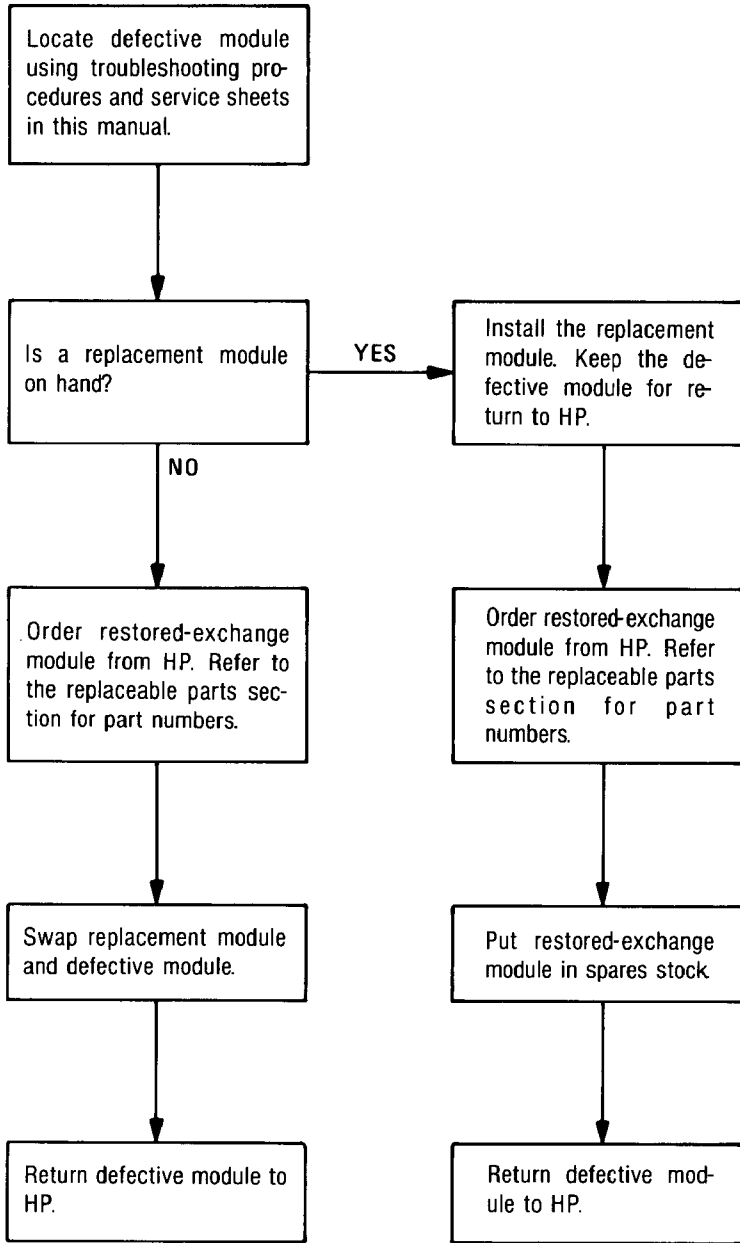 Locate defective module
using troubleshooting pro-
cedures and service sheets
in this manual.
Is a replacement module
on hand?
YES
Install the replacement
module. Keep the de-
fective module for re-
turn to HP.
NO
Order restored-exchange
module from HP. Refer to
the replaceable parts sec-
tion for part numbers.
Order restored-exchange
module from HP. Refer
to the replaceable parts
section for part
numbers.
Swap replacement module
and defective module.
Put restored-exchange
module in spares stock
Return defective module to
HP.
Return defective mod-
ule to HP.